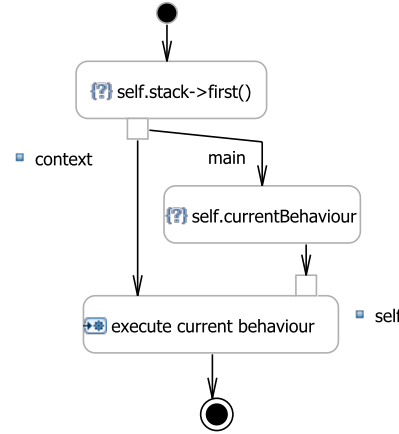 self.stack->first()
context
main
self.currentBehaviour
execute current behaviour
self